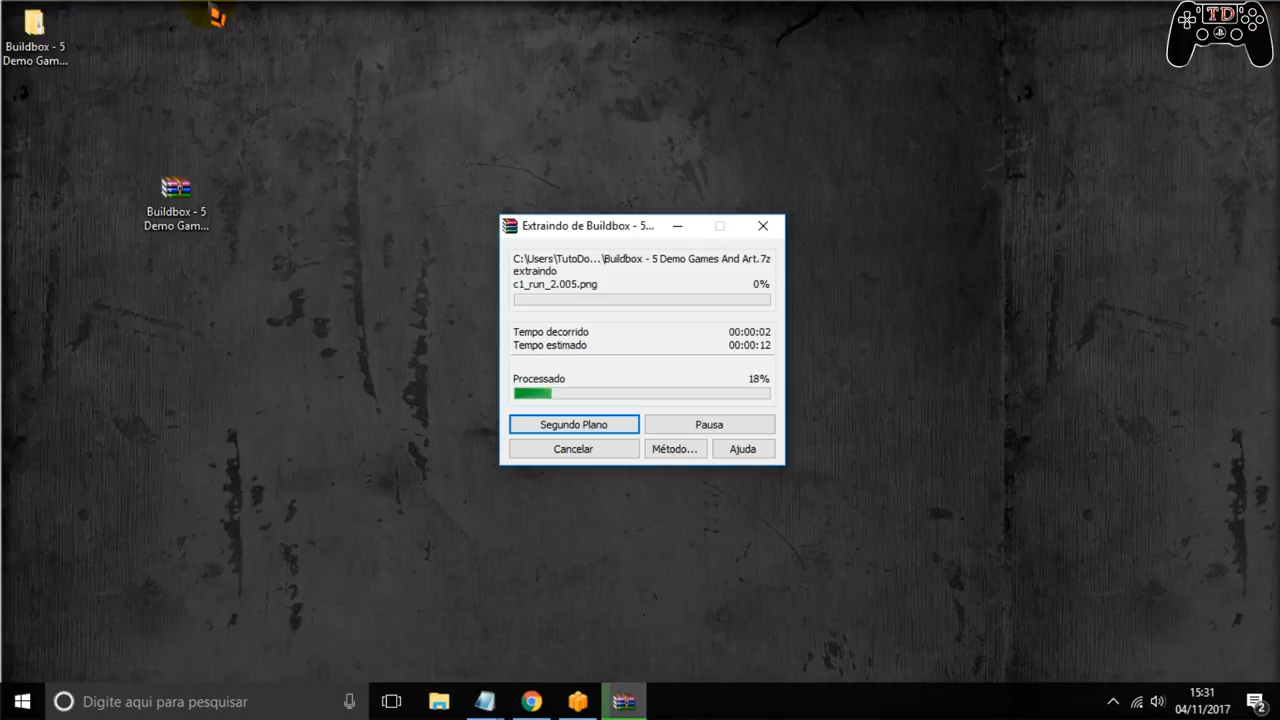 Buildbox - 5
Demo Gam...
TD
Buildbox - 5
Demo Gam...
Extraindo de Buildbox - 5...
C:\Users\TutoDo...\Buildbox - 5 Demo Games And Art.7z
extraindo
c1_run_2.005.png 0%
Tempo decorrido 00:00:02
Tempo estimado 00:00:12
Processado 18%
Segundo Plano Pausa
Cancelar Método... Ajuda
Digite aqui para pesquisar
15:31
04/11/2017
2